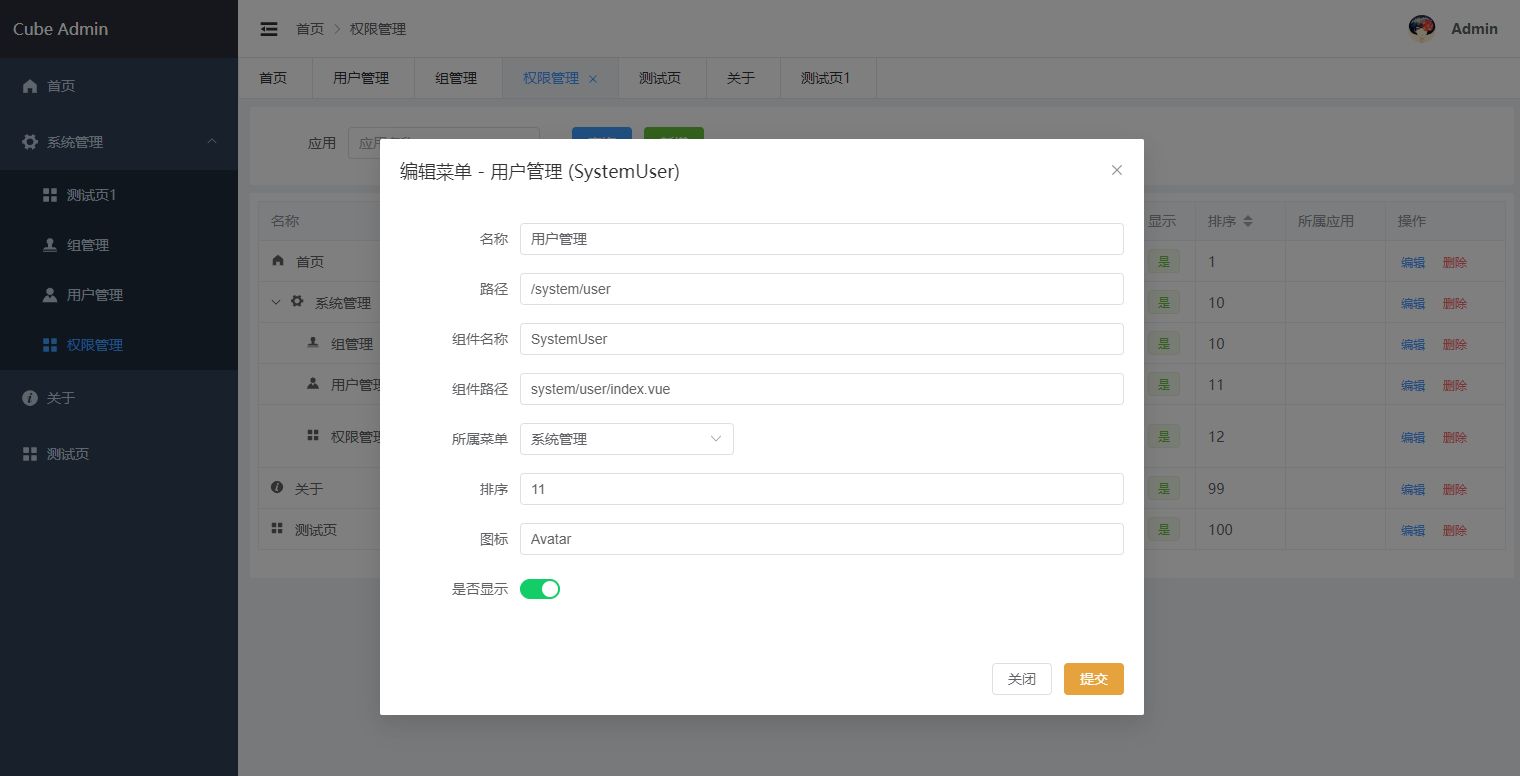 Cube Admin
首页 权限管理
Admin
首页 用户管理 组管理 权限管理 × 测试页 关于 测试页1
首页
系统管理
测试页1
组管理
用户管理
权限管理
关于
测试页
应用
名称 显示 排序 所属应用 操作
首页 是 1 编辑 删除
系统管理 是 10 编辑 删除
组管理 是 10 编辑 删除
用户管理 是 11 编辑 删除
权限管理 是 12 编辑 删除
关于 是 99 编辑 删除
测试页 是 100 编辑 删除
编辑菜单 - 用户管理 (SystemUser)
名称 用户管理
路径 /system/user
组件名称 SystemUser
组件路径 system/user/index.vue
所属菜单 系统管理
排序 11
图标 Avatar
是否显示
关闭 提交